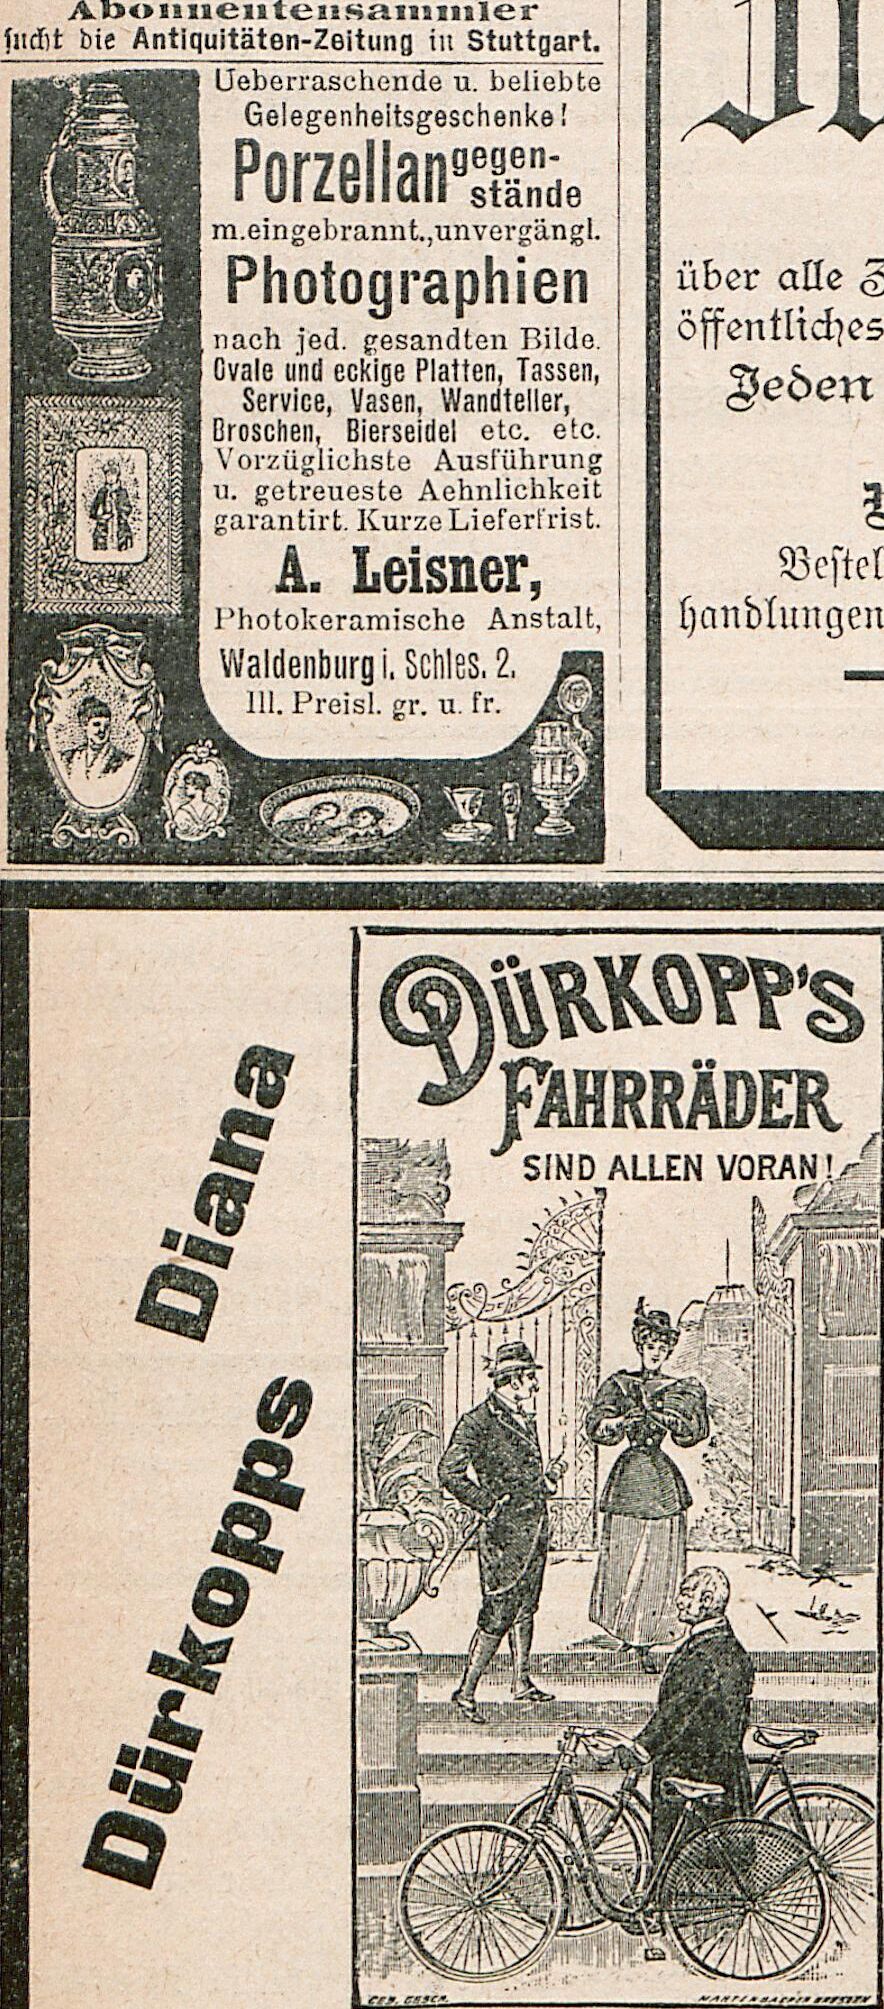 Abonnentensammler
sucht die Antiquitäten-Zeitung in Stuttgart.
Ueberraschende u. beliebte
Gelegenheitsgeschenke!
Porzellangegen-
stände
m.eingebrannt.,unvergängl.
Photographien
nach jed. gesandten Bilde.
Ovale und eckige Platten, Tassen,
Service, Vasen, Wandteller,
Broschen, Bierseidel etc. etc.
Vorzüglichste Ausführung
u. getreueste Aehnlichkeit
garantirt. Kurze Lieferfrist.
A. Leisner,
Photokeramische Anstalt,
Waldenburg i. Schles. 2.
Ill. Preisl. gr. u. fr.
über alle
öffentliches
Jeden
Bestel
handlungen
Dürkopps Diana
DÜRKOPP'S
FAHRRÄDER
SIND ALLEN VORAN!
GES. GESCH.